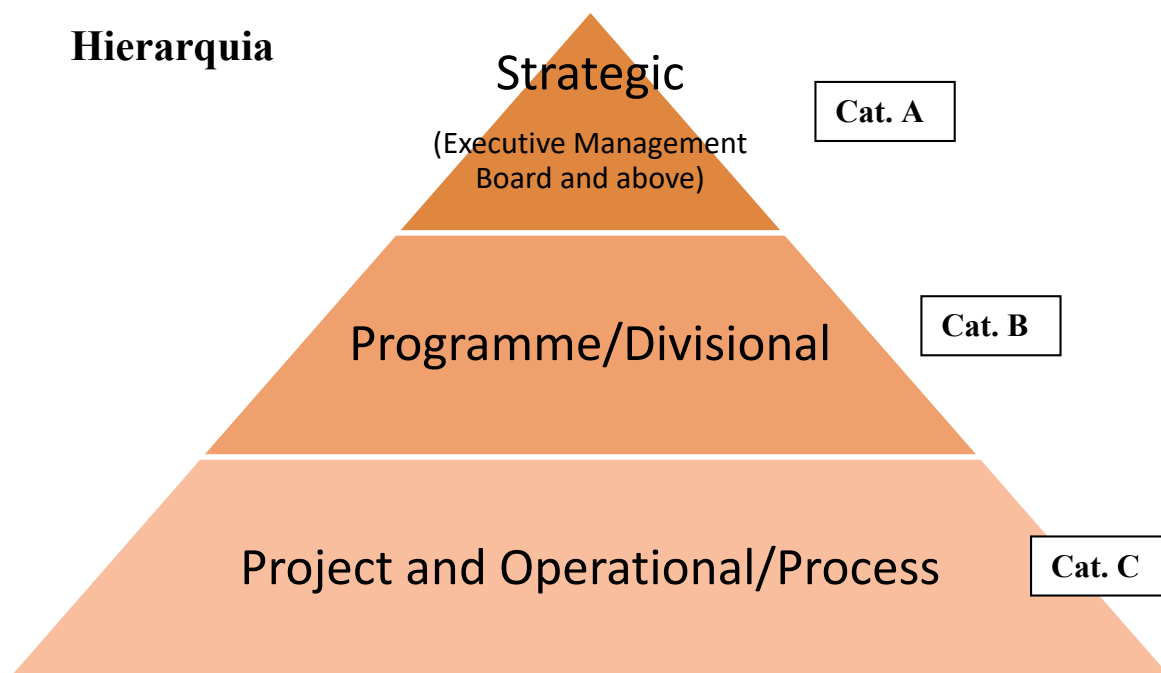 Hierarquia
Strategic
(Executive Management
Board and above)
Cat. A
Programme/Divisional
Cat. B
Project and Operational/Process
Cat. C